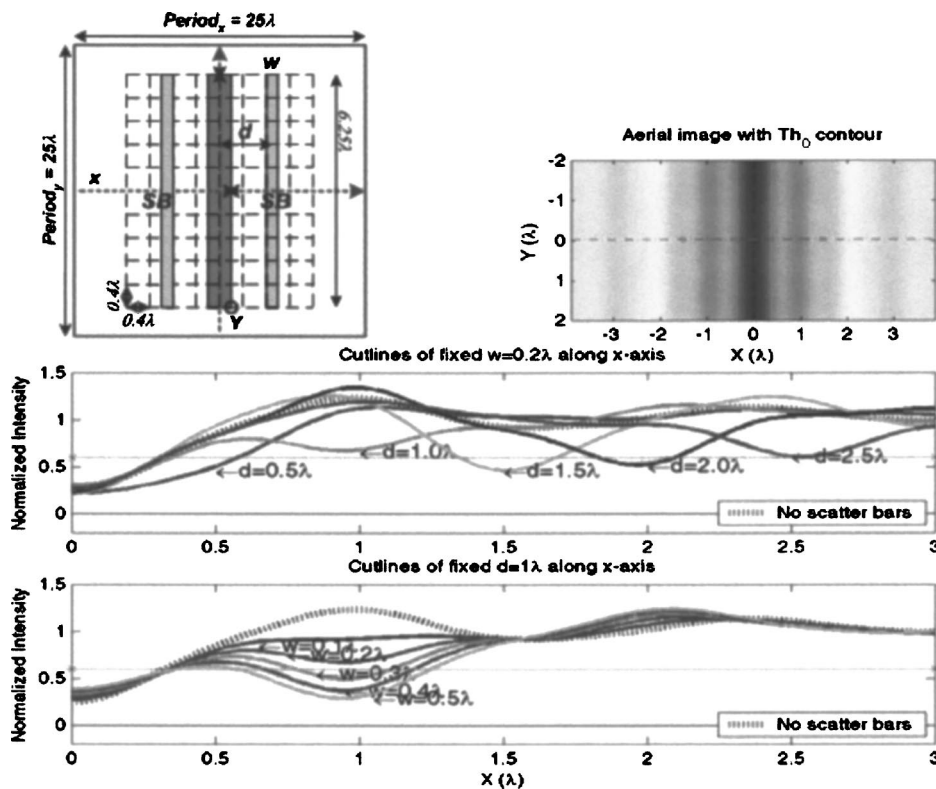 Period_x = 25λ
Period_y = 25λ
w
d
6.25λ
x
SB
SB
0.4λ
0.4λ
Y
Aerial image with Th_0 contour
Y (λ)
-2
-1
0
1
2
-3 -2 -1 0 1 2 3
X (λ)
Cutlines of fixed w=0.2λ along x-axis
Normalized Intensity
1.5
1
0.5
0
←d=0.5λ
←d=1.0λ
←d=1.5λ
←d=2.0λ
←d=2.5λ
No scatter bars
0 0.5 1 1.5 2 2.5 3
Cutlines of fixed d=1λ along x-axis
Normalized Intensity
1.5
1
0.5
0
←w=0.1λ
←w=0.2λ
←w=0.3λ
←w=0.4λ
←w=0.5λ
No scatter bars
0 0.5 1 1.5 2 2.5 3
X (λ)